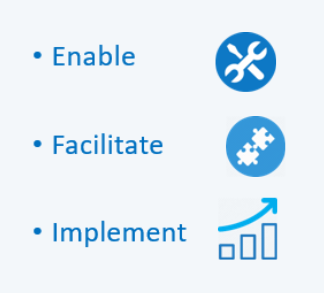 • Enable
• Facilitate
• Implement